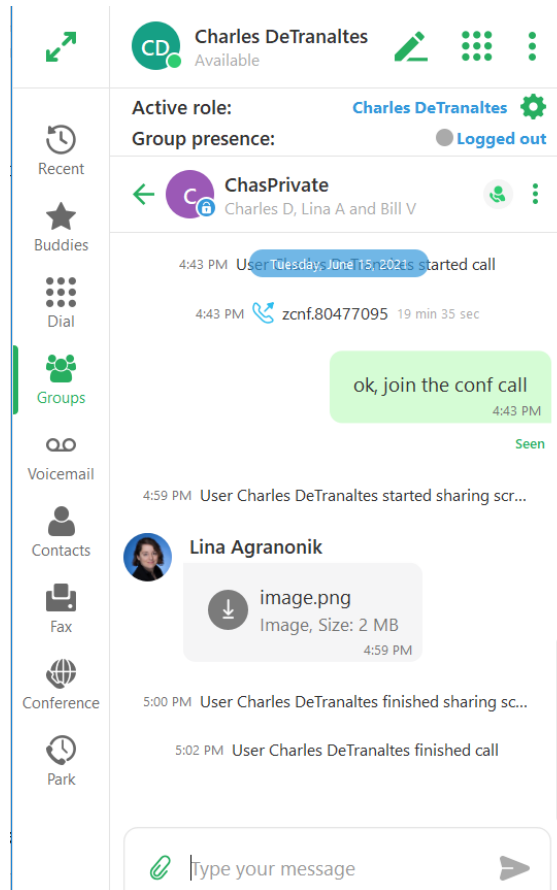 CD
Charles DeTranaltes
Available
Active role: Charles DeTranaltes
Group presence: Logged out
Recent
Buddies
Dial
Groups
Voicemail
Contacts
Fax
Conference
Park
C
ChasPrivate
Charles D, Lina A and Bill V
Tuesday, June 15, 2021
4:43 PM User Charles DeTranaltes started call
4:43 PM zcnf.80477095 19 min 35 sec
ok, join the conf call
4:43 PM
Seen
4:59 PM User Charles DeTranaltes started sharing scr...
Lina Agranonik
image.png
Image, Size: 2 MB
4:59 PM
5:00 PM User Charles DeTranaltes finished sharing sc...
5:02 PM User Charles DeTranaltes finished call
Type your message